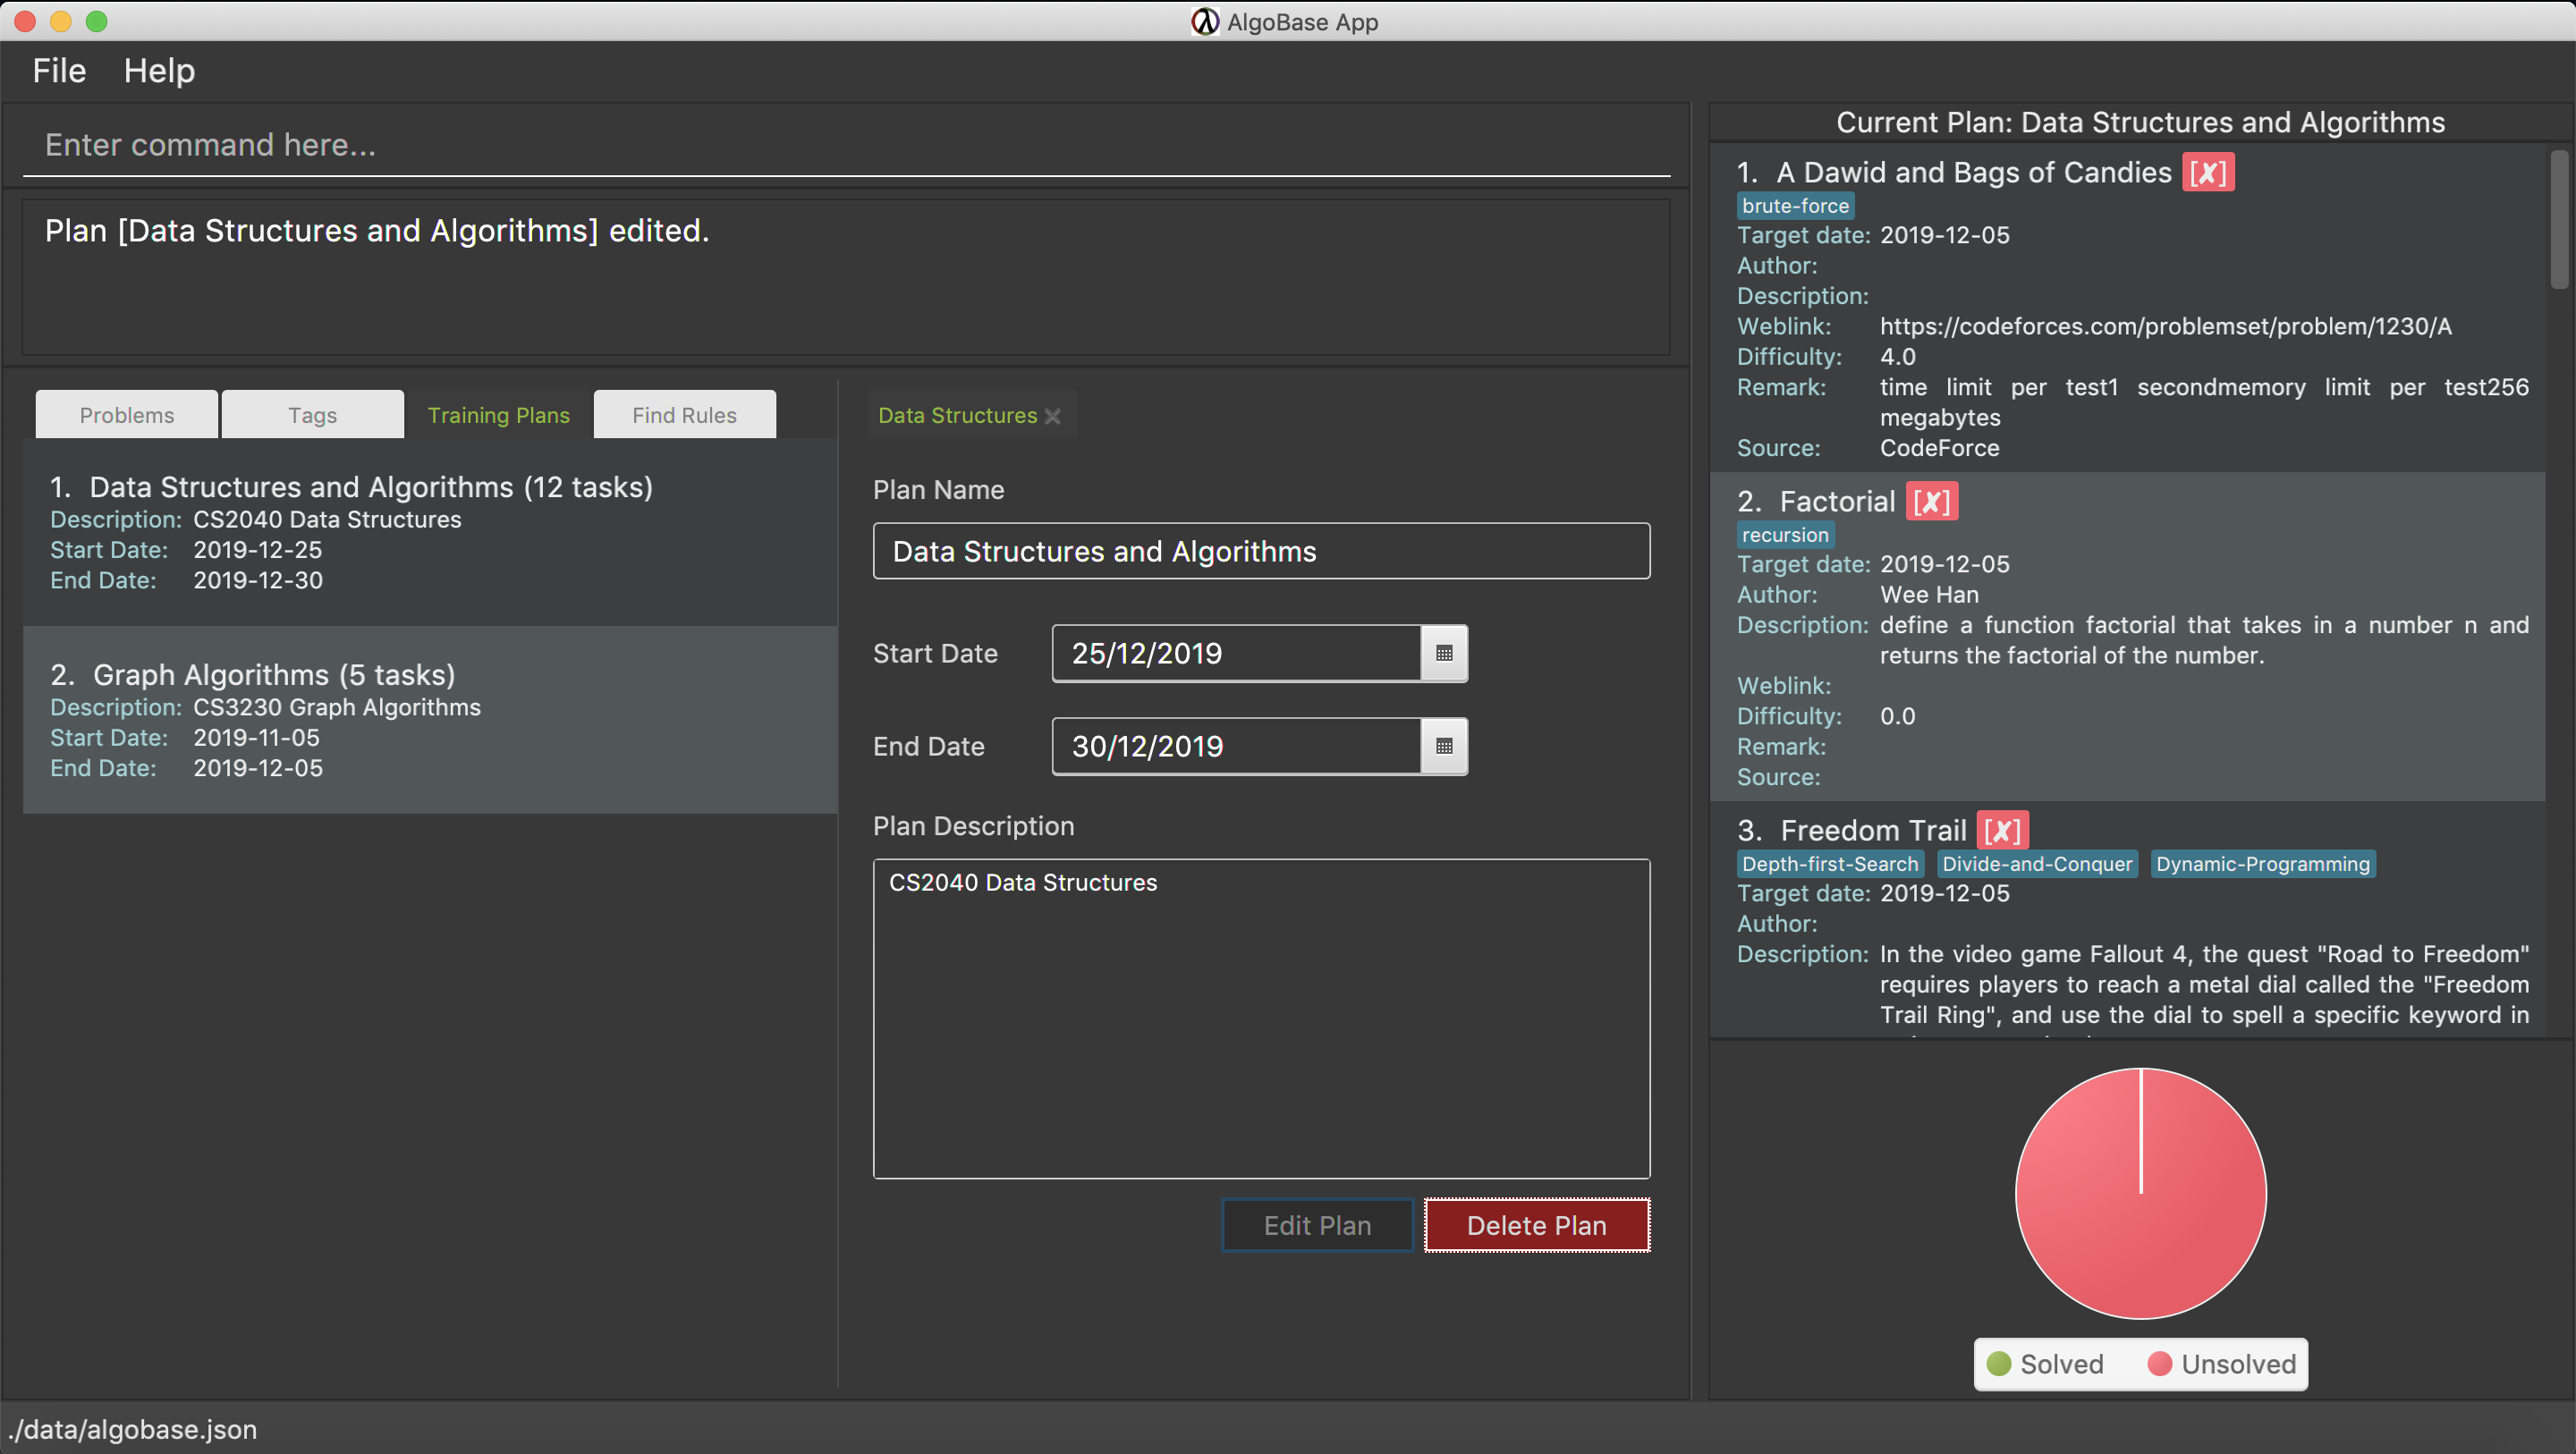 AlgoBase App
File Help
Enter command here...
Plan [Data Structures and Algorithms] edited.
Problems Tags Training Plans Find Rules
1. Data Structures and Algorithms (12 tasks)
Description: CS2040 Data Structures
Start Date: 2019-12-25
End Date: 2019-12-30
2. Graph Algorithms (5 tasks)
Description: CS3230 Graph Algorithms
Start Date: 2019-11-05
End Date: 2019-12-05
Data Structures
Plan Name
Data Structures and Algorithms
Start Date 25/12/2019
End Date 30/12/2019
Plan Description
CS2040 Data Structures
Edit Plan Delete Plan
Current Plan: Data Structures and Algorithms
1. A Dawid and Bags of Candies [✘]
brute-force
Target date: 2019-12-05
Author:
Description:
Weblink: https://codeforces.com/problemset/problem/1230/A
Difficulty: 4.0
Remark: time limit per test1 secondmemory limit per test256
megabytes
Source: CodeForce
2. Factorial [✘]
recursion
Target date: 2019-12-05
Author: Wee Han
Description: define a function factorial that takes in a number n and
returns the factorial of the number.
Weblink:
Difficulty: 0.0
Remark:
Source:
3. Freedom Trail [✘]
Depth-first-Search Divide-and-Conquer Dynamic-Programming
Target date: 2019-12-05
Author:
Description: In the video game Fallout 4, the quest "Road to Freedom"
requires players to reach a metal dial called the "Freedom
Trail Ring", and use the dial to spell a specific keyword in
Solved Unsolved
./data/algobase.json